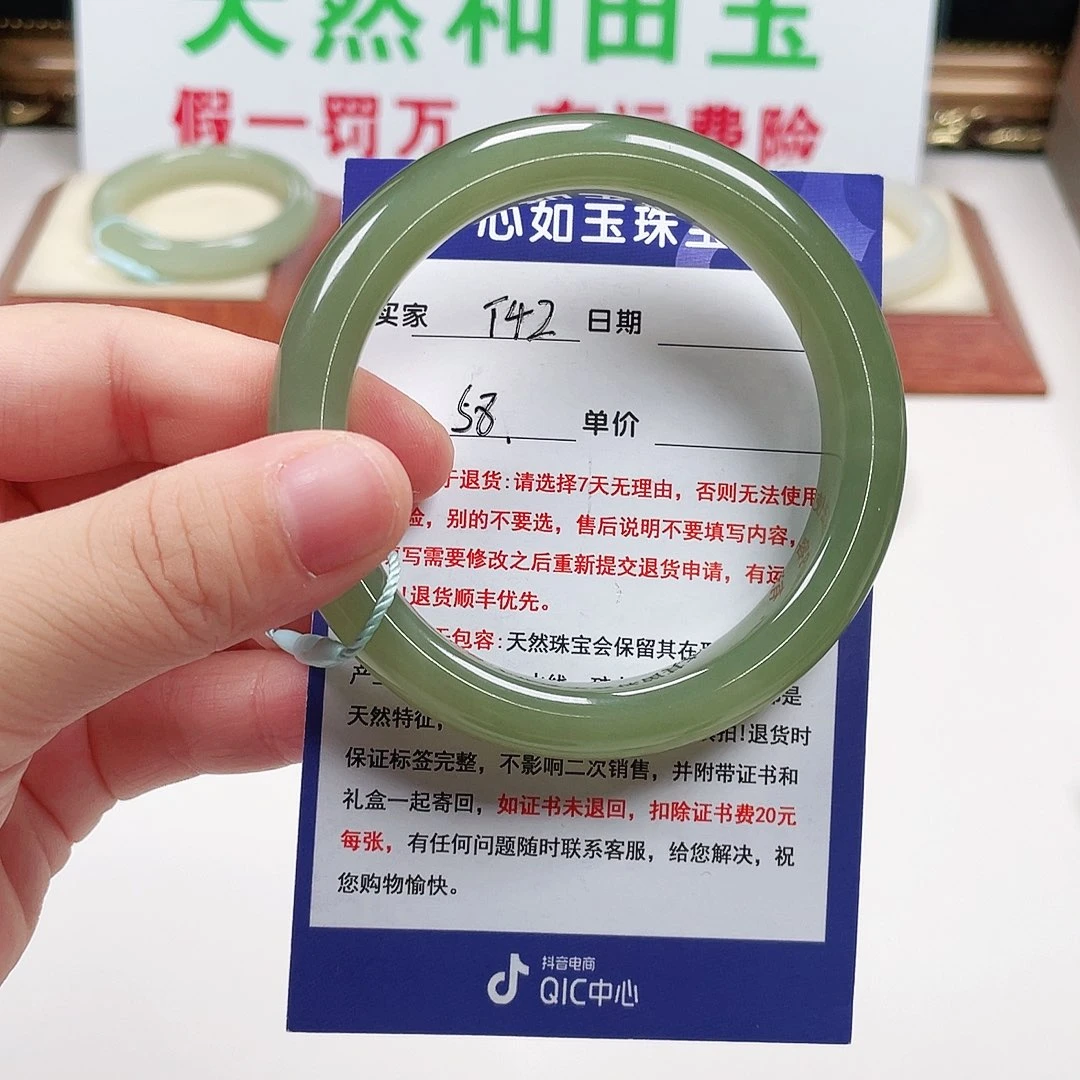 天然和田玉
假一罚万 运费险
心如玉珠宝
买家 T42 日期
58. 单价
于退货:请选择7天无理由，否则无法使用
险，别的不要选，售后说明不要填写内容，
写需要修改之后重新提交退货申请，有运
!退货顺丰优先。
于包容:天然珠宝会保留其在
产
天然特征， 拍!退货时
保证标签完整，不影响二次销售，并附带证书和
礼盒一起寄回，如证书未退回，扣除证书费20元
每张，有任何问题随时联系客服，给您解决，祝
您购物愉快。
抖音电商
QIC中心